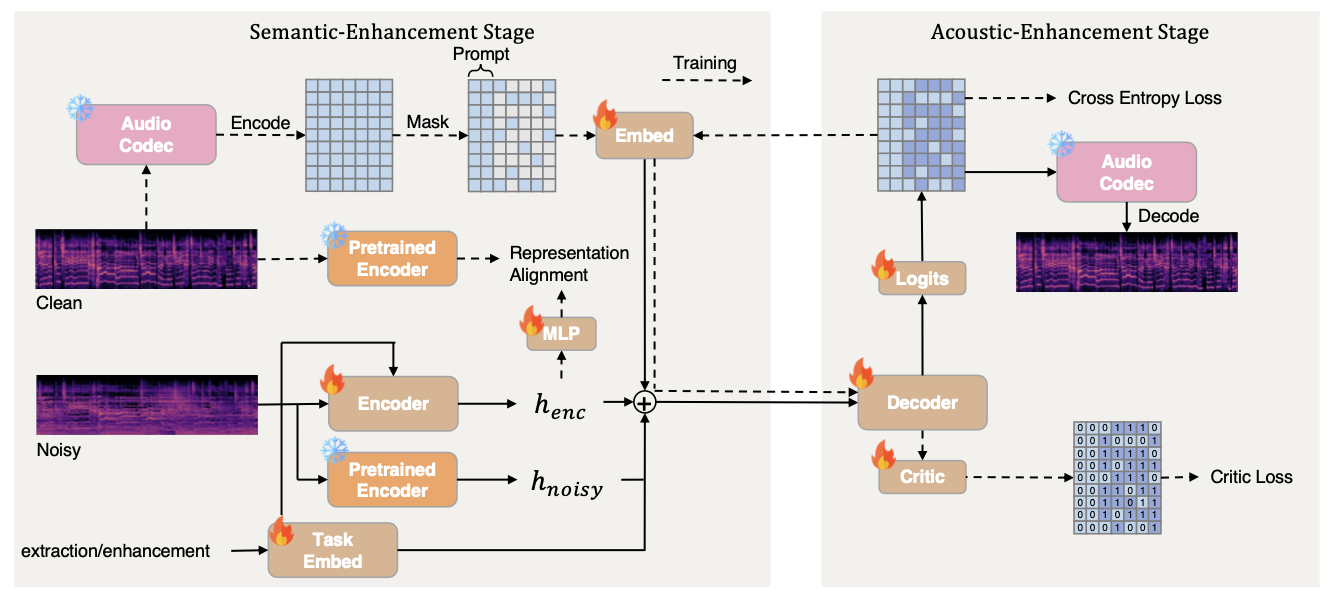 Semantic-Enhancement Stage
Prompt
Training
Audio
Codec
Encode
Mask
Embed
Clean
Pretrained
Encoder
Representation
Alignment
MLP
Noisy
Encoder
henc
+
Pretrained
Encoder
hnoisy
extraction/enhancement
Task
Embed
Acoustic-Enhancement Stage
Cross Entropy Loss
Audio
Codec
Decode
Logits
Decoder
Critic
0 0 0 1 1 1 0
0 0 1 0 0 0 1
0 0 0 1 1 1 0
0 0 1 0 1 1 1
0 0 0 1 1 1 0
0 0 1 1 0 1 1
0 0 0 1 0 1 1
0 0 1 0 1 1 1
0 0 0 1 0 0 1
Critic Loss